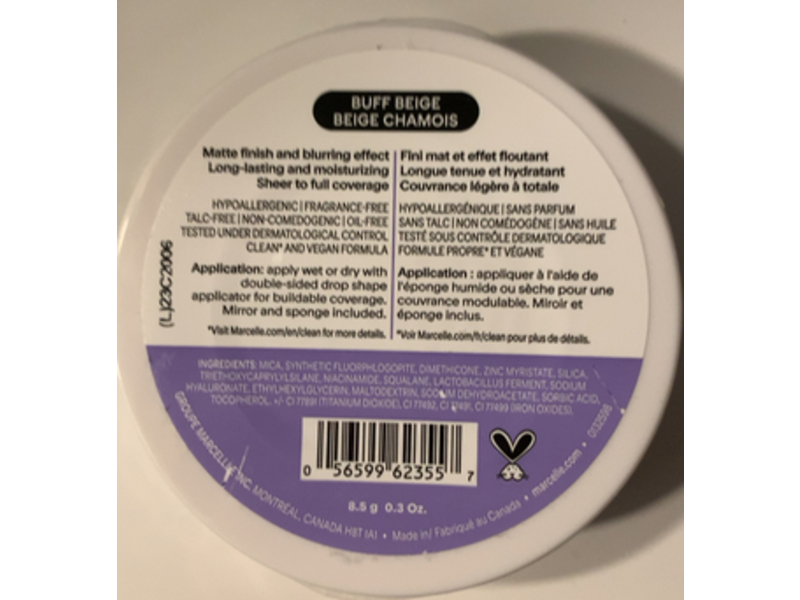 BUFF BEIGE
BEIGE CHAMOIS
Matte finish and blurring effect
Long-lasting and moisturizing
Sheer to full coverage
HYPOALLERGENIC | FRAGRANCE-FREE
TALC-FREE | NON-COMEDOGENIC | OIL-FREE
TESTED UNDER DERMATOLOGICAL CONTROL
CLEAN* AND VEGAN FORMULA
Application: apply wet or dry with
double-sided drop shape
applicator for buildable coverage.
Mirror and sponge included.
*Visit Marcelle.com/en/clean for more details.
Fini mat et effet floutant
Longue tenue et hydratant
Couvrance légère à totale
HYPOALLERGÉNIQUE | SANS PARFUM
SANS TALC | NON COMÉDOGÈNE | SANS HUILE
TESTÉ SOUS CONTRÔLE DERMATOLOGIQUE
FORMULE PROPRE* ET VÉGANE
Application : appliquer à l'aide de
l'éponge humide ou sèche pour une
couvrance modulable. Miroir et
éponge inclus.
*Voir Marcelle.com/fr/clean pour plus de détails.
(L)23C2006
INGREDIENTS: MICA, SYNTHETIC FLUORPHLOGOPITE, DIMETHICONE, ZINC MYRISTATE, SILICA,
TRIETHOXYCAPRYLYLSILANE, NIACINAMIDE, SQUALANE, LACTOBACILLUS FERMENT, SODIUM
HYALURONATE, ETHYLHEXYLGLYCERIN, MALTODEXTRIN, SODIUM DEHYDROACETATE, SORBIC ACID,
TOCOPHEROL. +/- CI 77891 (TITANIUM DIOXIDE), CI 77492, CI 77491, CI 77499 (IRON OXIDES).
0 56599 62355 7
8.5 g 0.3 Oz.
GROUPE MARCELLE INC. MONTRÉAL, CANADA H8T 1A1 • Made in/ Fabriqué au Canada • marcelle.com • 0132598